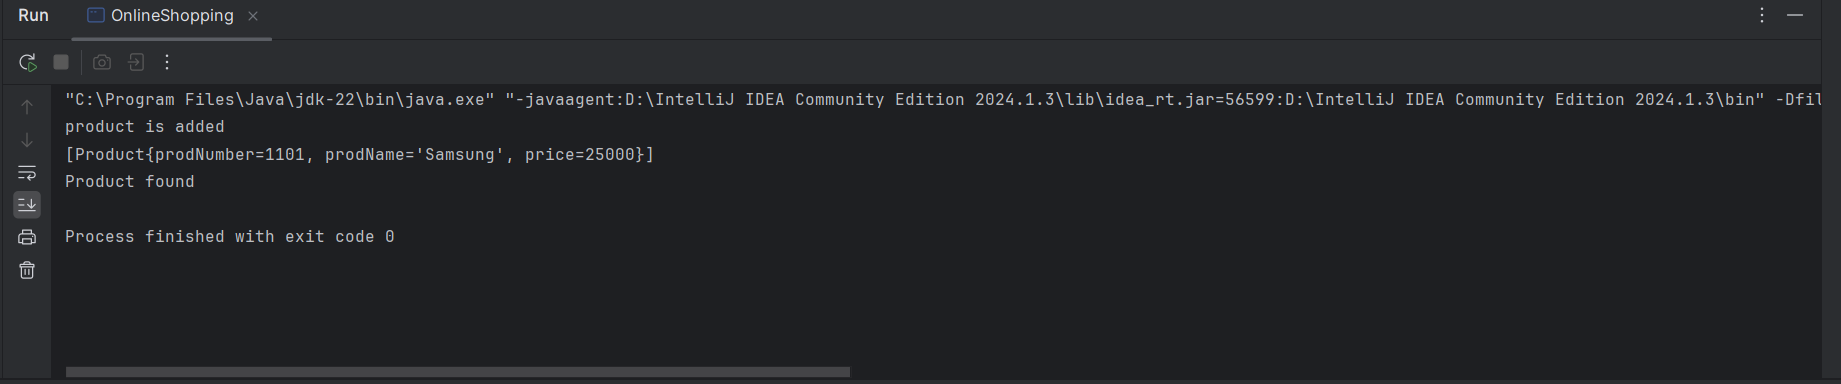 Run OnlineShopping
"C:\Program Files\Java\jdk-22\bin\java.exe" "-javaagent:D:\IntelliJ IDEA Community Edition 2024.1.3\lib\idea_rt.jar=56599:D:\IntelliJ IDEA Community Edition 2024.1.3\bin" -Dfil
product is added
[Product{prodNumber=1101, prodName='Samsung', price=25000}]
Product found
Process finished with exit code 0